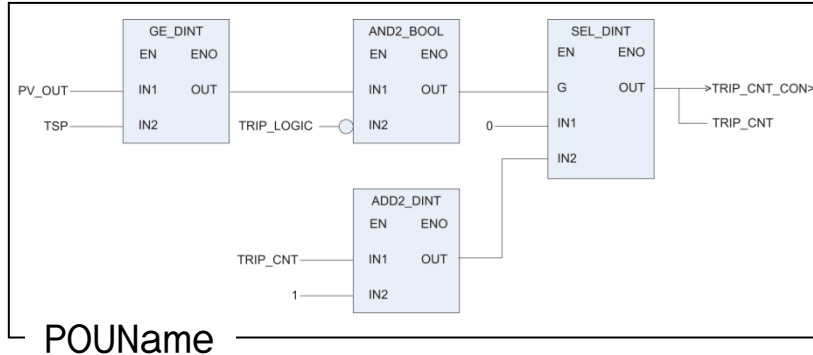 GE_DINT
EN ENO
PV_OUT IN1 OUT
TSP IN2
AND2_BOOL
EN ENO
IN1 OUT
TRIP_LOGIC IN2
SEL_DINT
EN ENO
G OUT
0 IN1
IN2
>TRIP_CNT_CON>
TRIP_CNT
ADD2_DINT
EN ENO
TRIP_CNT IN1 OUT
1 IN2
POUName